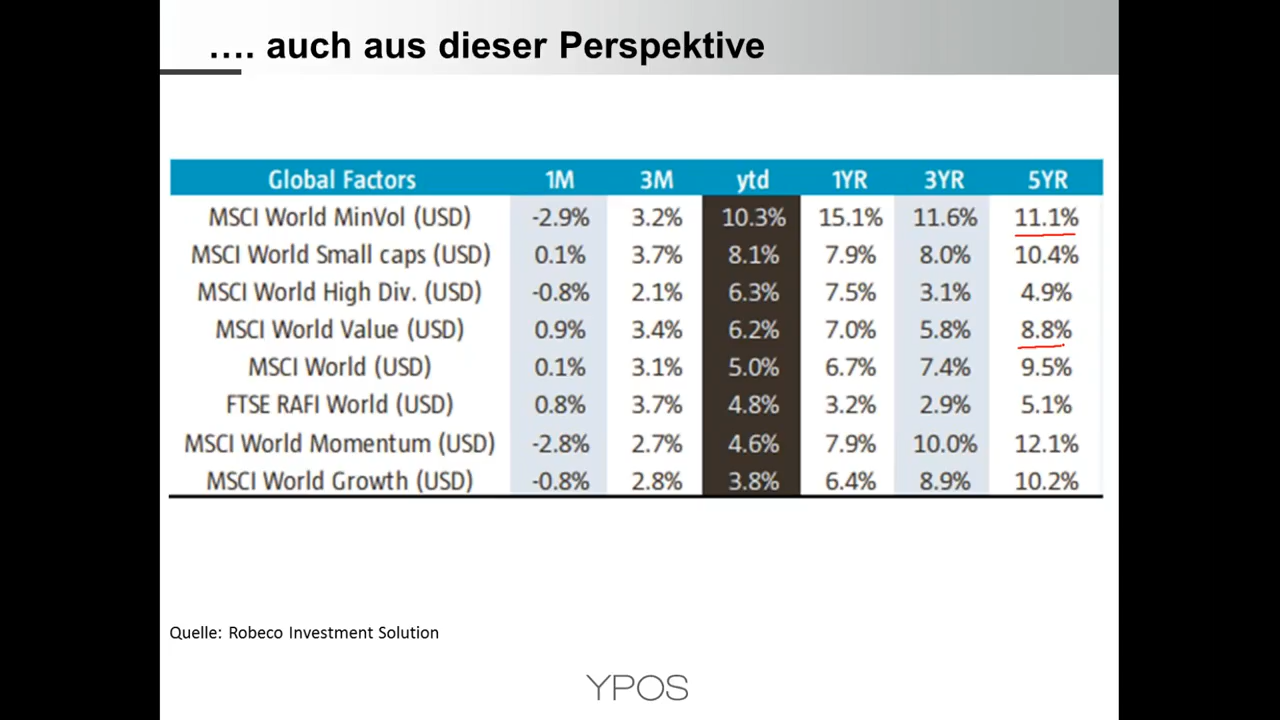 …. auch aus dieser Perspektive
Global Factors 1M 3M ytd 1YR 3YR 5YR
MSCI World MinVol (USD) -2.9% 3.2% 10.3% 15.1% 11.6% 11.1%
MSCI World Small caps (USD) 0.1% 3.7% 8.1% 7.9% 8.0% 10.4%
MSCI World High Div. (USD) -0.8% 2.1% 6.3% 7.5% 3.1% 4.9%
MSCI World Value (USD) 0.9% 3.4% 6.2% 7.0% 5.8% 8.8%
MSCI World (USD) 0.1% 3.1% 5.0% 6.7% 7.4% 9.5%
FTSE RAFI World (USD) 0.8% 3.7% 4.8% 3.2% 2.9% 5.1%
MSCI World Momentum (USD) -2.8% 2.7% 4.6% 7.9% 10.0% 12.1%
MSCI World Growth (USD) -0.8% 2.8% 3.8% 6.4% 8.9% 10.2%
Quelle: Robeco Investment Solution
YPOS